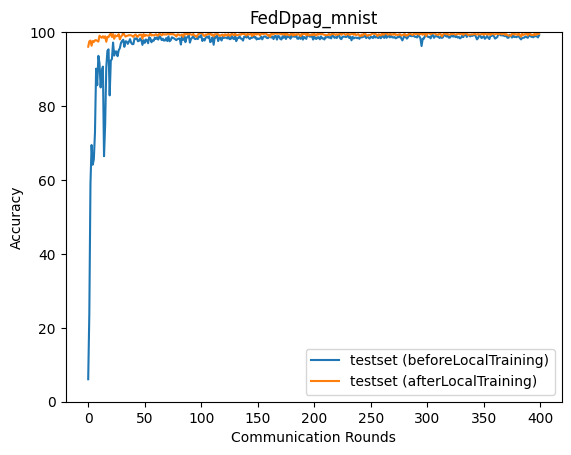 FedDpag_mnist
Accuracy
100
80
60
40
20
0
0 50 100 150 200 250 300 350 400
Communication Rounds
testset (beforeLocalTraining)
testset (afterLocalTraining)